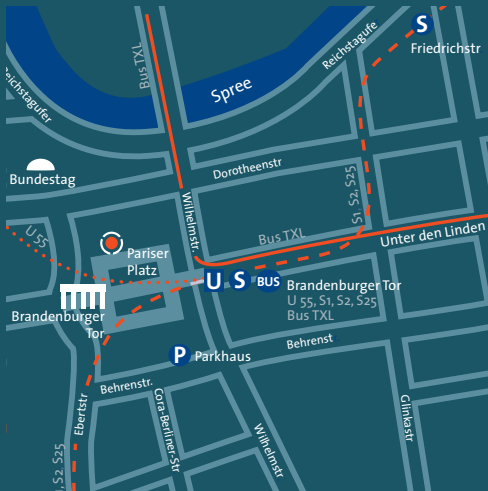 S
Friedrichstr
Reichstagufe
Bus TXL
Spree
Reichstagufer
Dorotheenstr
Bundestag
S1, S2, S25
Wilhelmstr.
U 55
Bus TXL
Unter den Linden
Pariser
Platz
U S BUS
Brandenburger Tor
U 55, S1, S2, S25
Bus TXL
Brandenburger
Tor
Behrenst
P Parkhaus
Behrenstr.
Ebertstr
Cora-Berliner-Str
Wilhelmstr
Glinkastr
, S2 S25